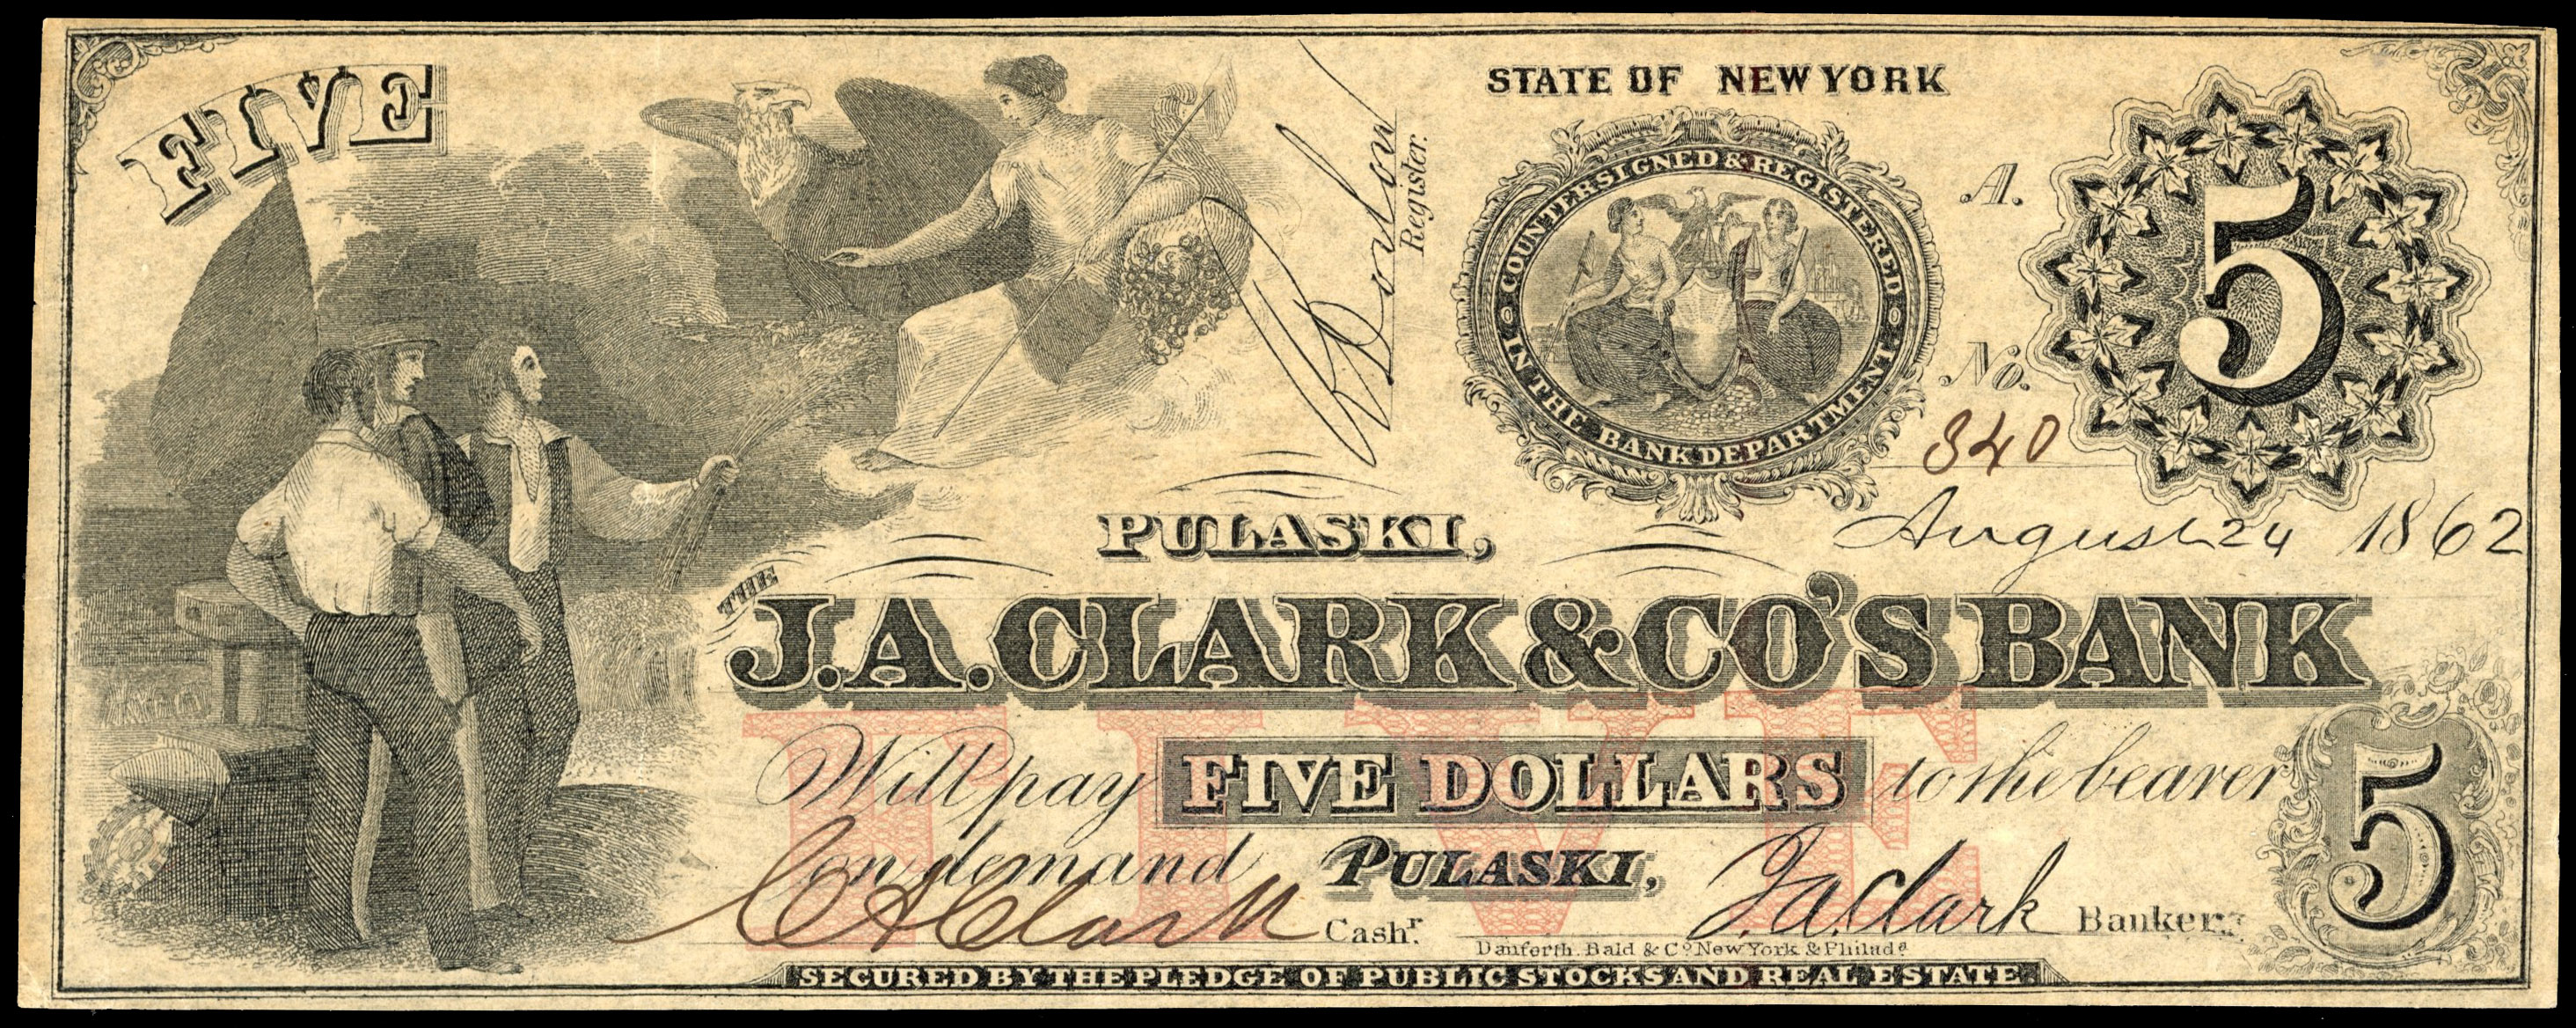 FIVE
STATE OF NEW YORK
Register.
COUNTERSIGNED & REGISTERED
IN THE BANK DEPARTMENT.
A.
5
No.
340
PULASKI, August 24 1862
THE
J.A. CLARK & CO'S BANK
FIVE
Will pay FIVE DOLLARS to the bearer
on demand PULASKI, J.A. Clark Banker
C A Clark Cashr.
5
Danforth, Bald & Co. New York & Philada
SECURED BY THE PLEDGE OF PUBLIC STOCKS AND REAL ESTATE